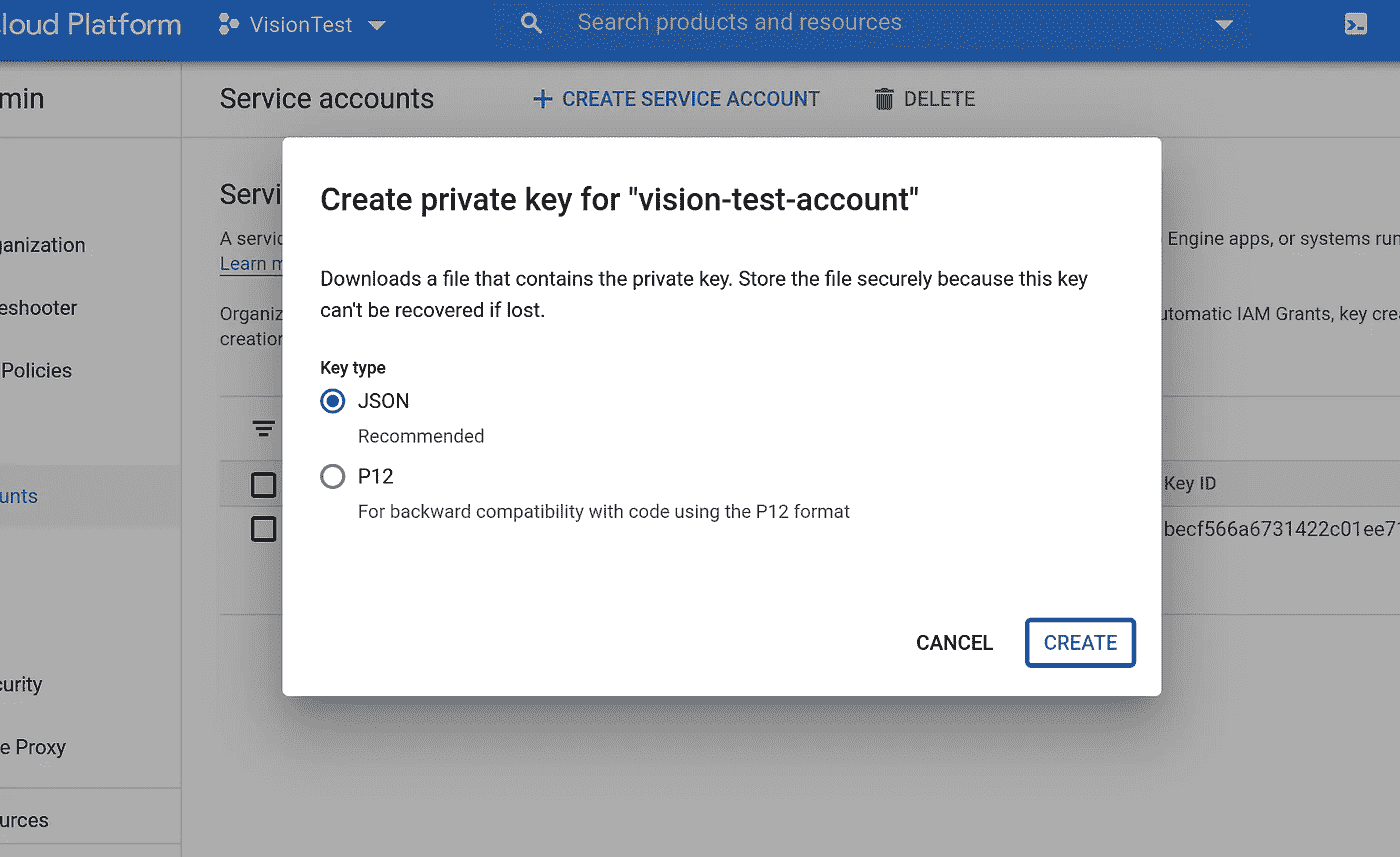 loud Platform
VisionTest
Search products and resources
min
Service accounts
CREATE SERVICE ACCOUNT
DELETE
Servi
A servic
Engine apps, or systems run
Learn m
Organiz
utomatic IAM Grants, key crea
creation
ganization
eshooter
Policies
unts
curity
e Proxy
urces
Create private key for "vision-test-account"
Downloads a file that contains the private key. Store the file securely because this key
can't be recovered if lost.
Key type
JSON
Recommended
P12
For backward compatibility with code using the P12 format
CANCEL
CREATE
Key ID
becf566a6731422c01ee71